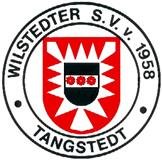 WILSTEDTER S. V. v. 1958
TANGSTEDT